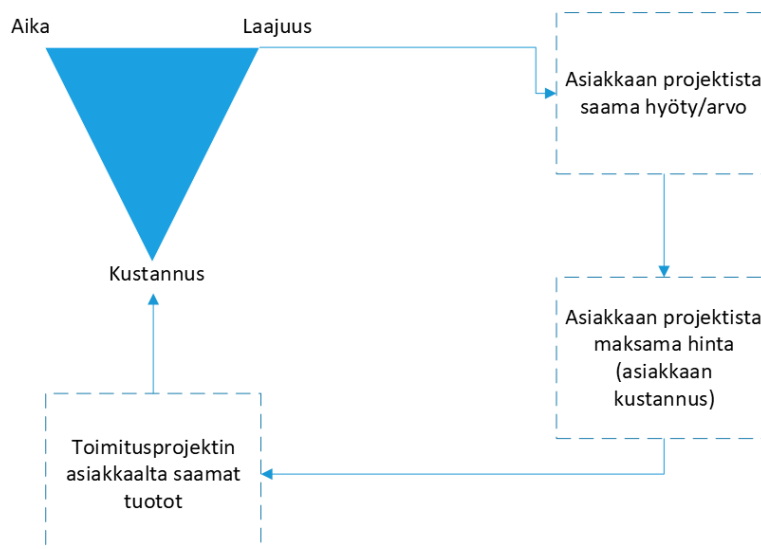 Aika
Laajuus
Asiakkaan projektista
saama hyöty/arvo
Kustannus
Asiakkaan projektista
maksama hinta
(asiakkaan
kustannus)
Toimitusprojektin
asiakkaalta saamat
tuotot